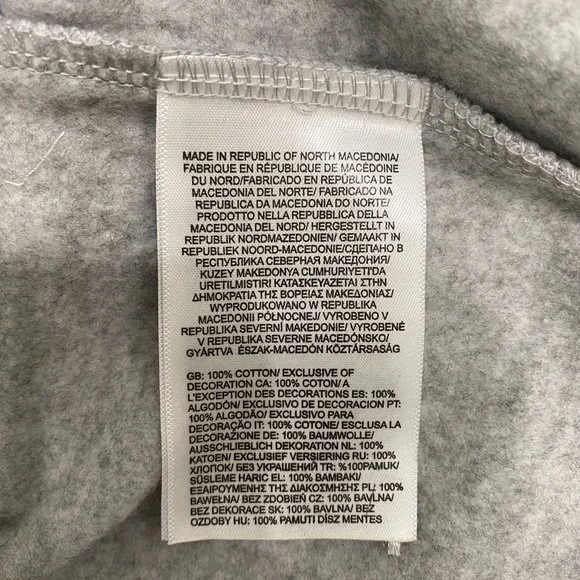 MADE IN REPUBLIC OF NORTH MACEDONIA/
FABRIQUE EN RÉPUBLIQUE DE MACÉDOINE
DU NORD/FABRICADO EN REPÚBLICA DE
MACEDONIA DEL NORTE/ FABRICADO NA
REPUBLICA DA MACEDONIA DO NORTE/
PRODOTTO NELLA REPUBBLICA DELLA
MACEDONIA DEL NORD/ HERGESTELLT IN
REPUBLIK NORDMAZEDONIEN/ GEMAAKT IN
REPUBLIEK NOORD-MACEDONIE/СДЕЛАНО В
РЕСПУБЛИКА СЕВЕРНАЯ МАКЕДОНИЯ/
KUZEY MAKEDONYA CUMHURIYETI'DA
URETILMISTIRI ΚΑΤΑΣΚΕΥΑΖΕΤΑΙ ΣΤΗΝ
ΔΗΜΟΚΡΑΤΙΑ ΤΗΣ ΒΟΡΕΙΑΣ ΜΑΚΕΔΟΝΙΑΣ/
WYPRODUKOWANO W REPUBLIKA
MACEDONII PÓŁNOCNEJ/ VYROBENO V
REPUBLIKA SEVERNÍ MAKEDONIE/ VYROBENÉ
V REPUBLIKA SEVERNE MACEDÓNSKO/
GYÁRTVA ÉSZAK-MACEDÓN KÖZTÁRSASÁG
GB: 100% COTTON/ EXCLUSIVE OF
DECORATION CA: 100% COTON/ A
L'EXCEPTION DES DECORATIONS ES: 100%
ALGODÓN/ EXCLUSIVO DE DECORACION PT:
100% ALGODÃO/ EXCLUSIVO PARA
DECORAÇÃO IT: 100% COTONE/ ESCLUSA LA
DECORAZIONE DE: 100% BAUMWOLLE/
AUSSCHLIEBLICH DEKORATION NL: 100%
KATOEN/ EXCLUSIEF VERSIERING RU: 100%
ХЛОПОК/ БЕЗ УКРАШЕНИЙ TR: %100PAMUK/
SÜSLEME HARIC EL: 100% BAMBAKI/
ΕΞΑΙΡΟΥΜΕΝΗΣ ΤΗΣ ΔΙΑΚΟΣΜΗΣΗΣ PL: 100%
BAWEŁNA/ BEZ ZDOBIEŃ CZ: 100% BAVLNA/
BEZ DEKORACE SK: 100% BAVLNA/ BEZ
OZDOBY HU: 100% PAMUTI DÍSZ MENTES